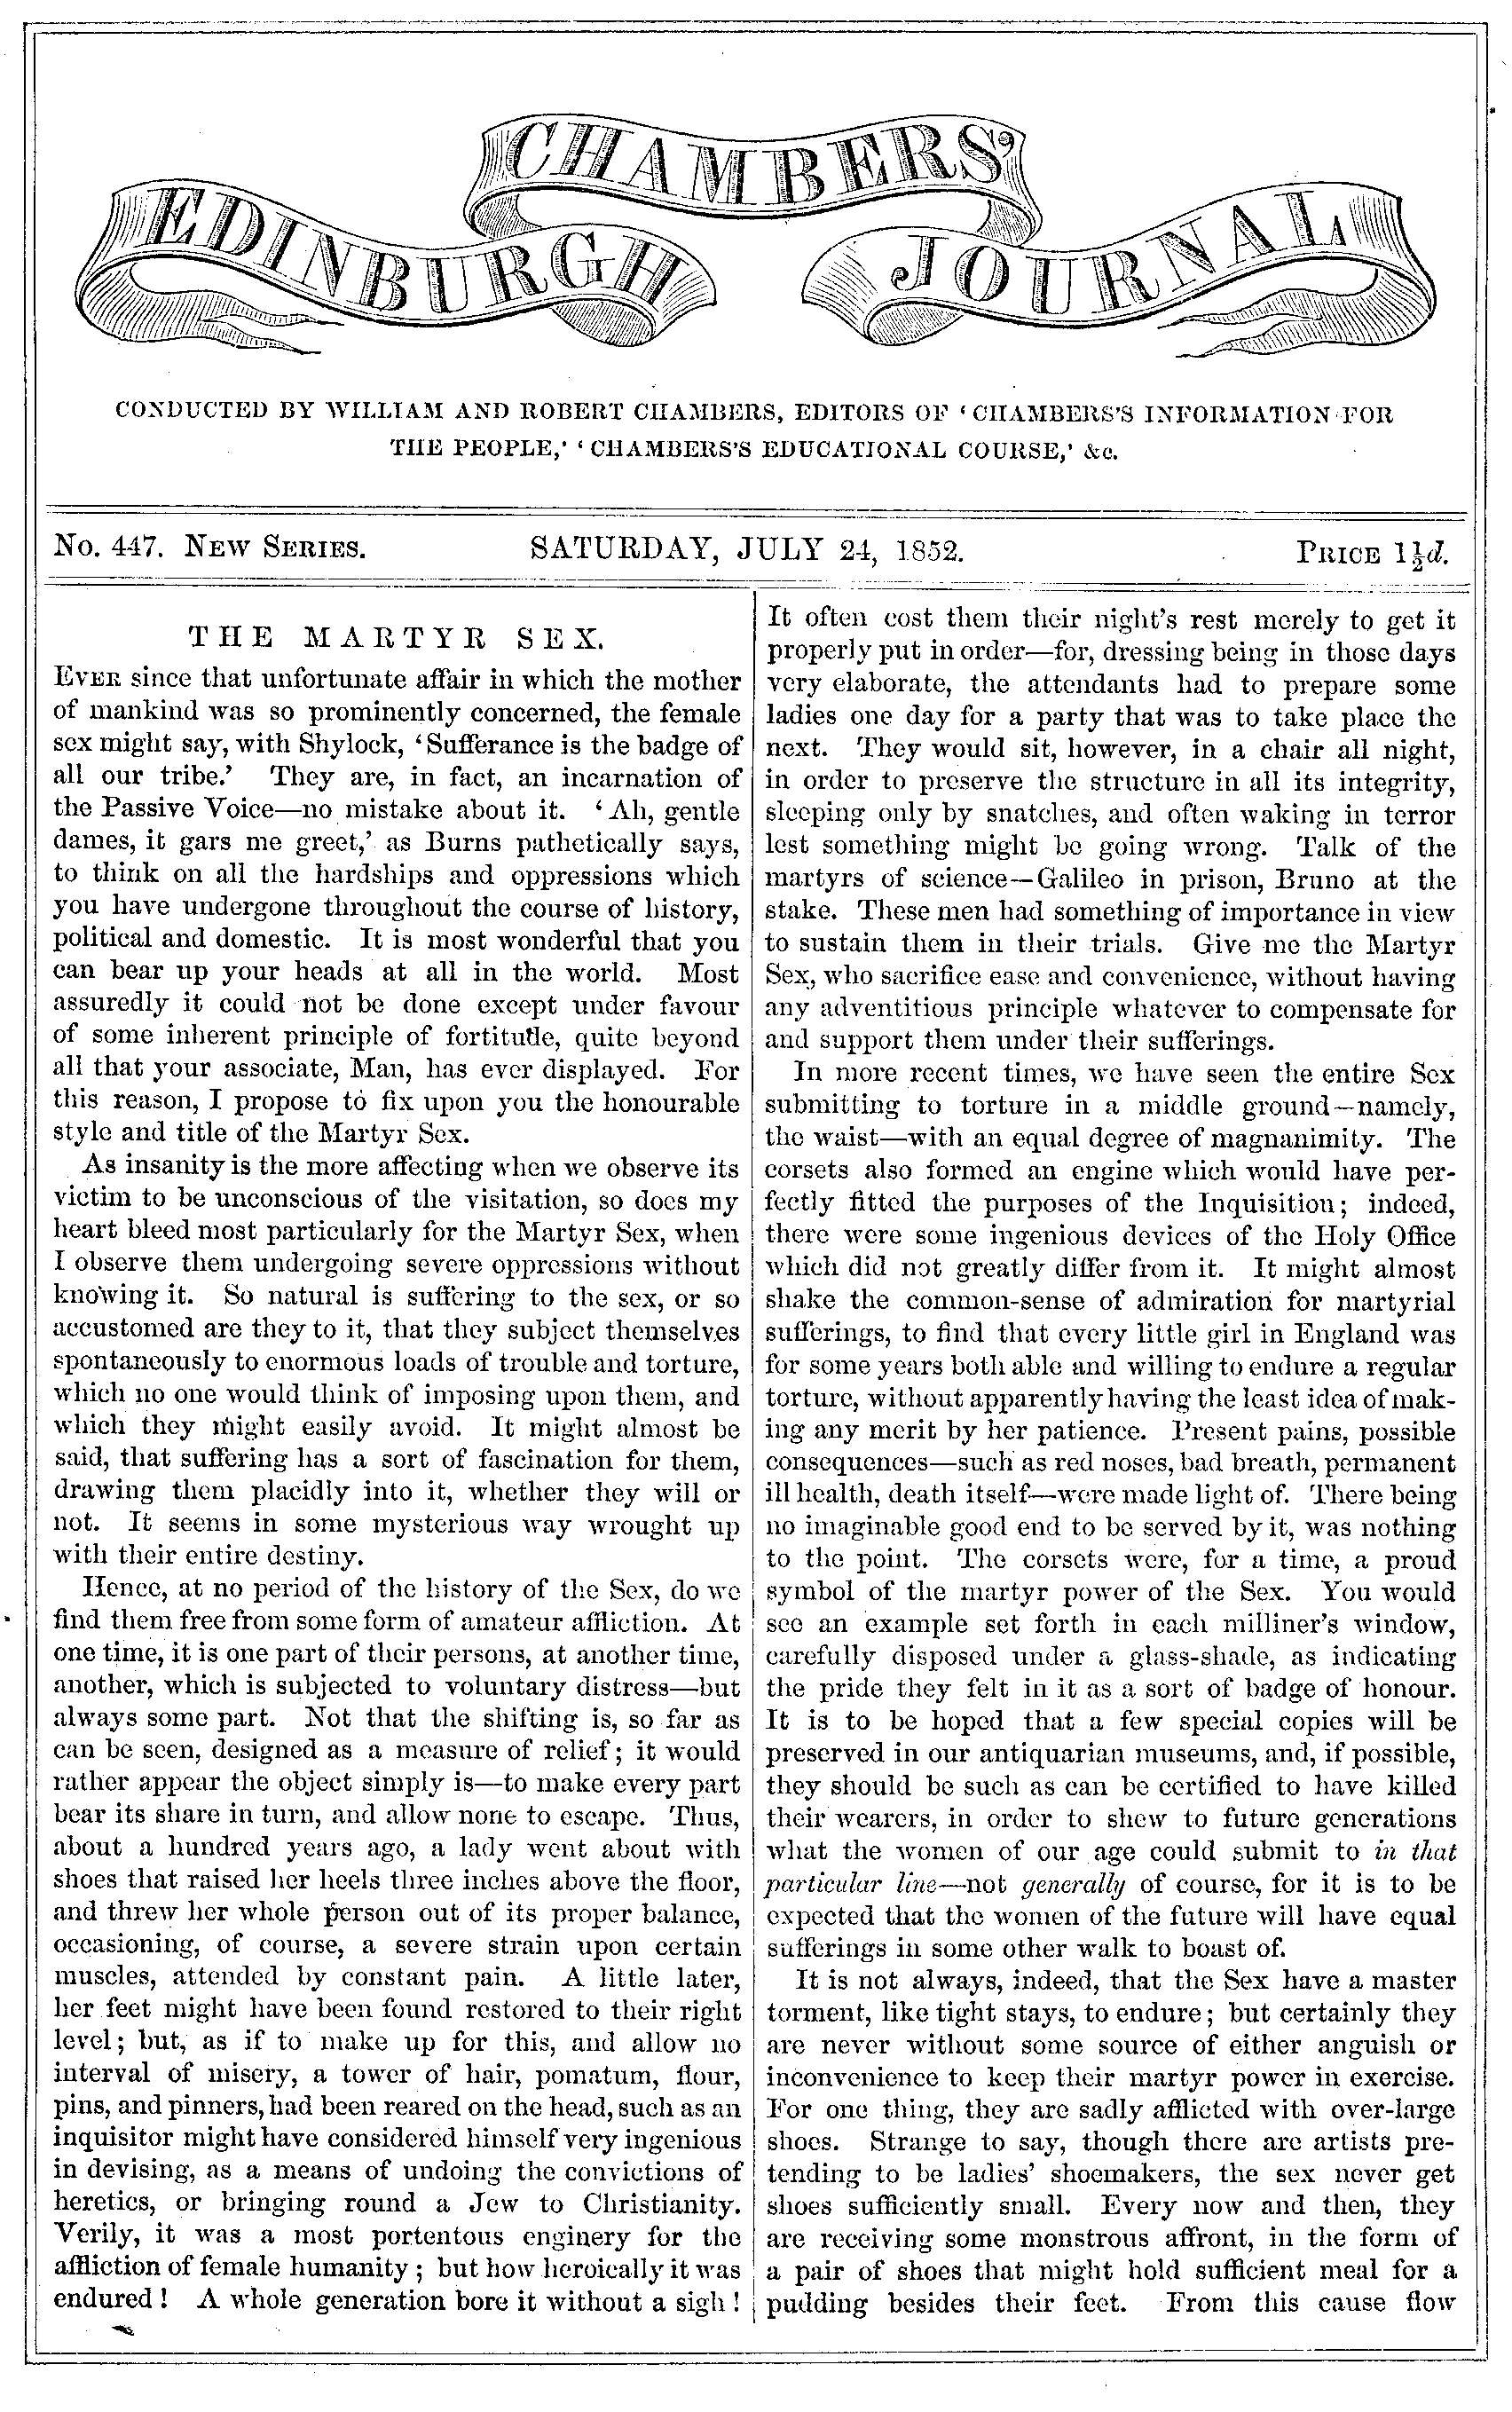 CHAMBERS'
EDINBURGH JOURNAL
CONDUCTED BY WILLIAM AND ROBERT CHAMBERS, EDITORS OF ‘CHAMBERS'S INFORMATION FOR
THE PEOPLE,’ ‘CHAMBERS'S EDUCATIONAL COURSE,’ &c.
No. 447. NEW SERIES. SATURDAY, JULY 24, 1852. PRICE 1½d.
THE MARTYR SEX.
EVER since that unfortunate affair in which the mother
of mankind was so prominently concerned, the female
sex might say, with Shylock, ‘Sufferance is the badge of
all our tribe.’ They are, in fact, an incarnation of
the Passive Voice—no mistake about it. ‘Ah, gentle
dames, it gars me greet,’ as Burns pathetically says,
to think on all the hardships and oppressions which
you have undergone throughout the course of history,
political and domestic. It is most wonderful that you
can bear up your heads at all in the world. Most
assuredly it could not be done except under favour
of some inherent principle of fortitude, quite beyond
all that your associate, Man, has ever displayed. For
this reason, I propose to fix upon you the honourable
style and title of the Martyr Sex.
As insanity is the more affecting when we observe its
victim to be unconscious of the visitation, so does my
heart bleed most particularly for the Martyr Sex, when
I observe them undergoing severe oppressions without
knowing it. So natural is suffering to the sex, or so
accustomed are they to it, that they subject themselves
spontaneously to enormous loads of trouble and torture,
which no one would think of imposing upon them, and
which they might easily avoid. It might almost be
said, that suffering has a sort of fascination for them,
drawing them placidly into it, whether they will or
not. It seems in some mysterious way wrought up
with their entire destiny.
Hence, at no period of the history of the Sex, do we
find them free from some form of amateur affliction. At
one time, it is one part of their persons, at another time,
another, which is subjected to voluntary distress—but
always some part. Not that the shifting is, so far as
can be seen, designed as a measure of relief; it would
rather appear the object simply is—to make every part
bear its share in turn, and allow none to escape. Thus,
about a hundred years ago, a lady went about with
shoes that raised her heels three inches above the floor,
and threw her whole person out of its proper balance,
occasioning, of course, a severe strain upon certain
muscles, attended by constant pain. A little later,
her feet might have been found restored to their right
level; but, as if to make up for this, and allow no
interval of misery, a tower of hair, pomatum, flour,
pins, and pinners, had been reared on the head, such as an
inquisitor might have considered himself very ingenious
in devising, as a means of undoing the convictions of
heretics, or bringing round a Jew to Christianity.
Verily, it was a most portentous enginery for the
affliction of female humanity; but how heroically it was
endured! A whole generation bore it without a sigh!
It often cost them their night's rest merely to get it
properly put in order—for, dressing being in those days
very elaborate, the attendants had to prepare some
ladies one day for a party that was to take place the
next. They would sit, however, in a chair all night,
in order to preserve the structure in all its integrity,
sleeping only by snatches, and often waking in terror
lest something might be going wrong. Talk of the
martyrs of science—Galileo in prison, Bruno at the
stake. These men had something of importance in view
to sustain them in their trials. Give me the Martyr
Sex, who sacrifice ease and convenience, without having
any adventitious principle whatever to compensate for
and support them under their sufferings.
In more recent times, we have seen the entire Sex
submitting to torture in a middle ground—namely,
the waist—with an equal degree of magnanimity. The
corsets also formed an engine which would have per-
fectly fitted the purposes of the Inquisition; indeed,
there were some ingenious devices of the Holy Office
which did not greatly differ from it. It might almost
shake the common-sense of admiration for martyrial
sufferings, to find that every little girl in England was
for some years both able and willing to endure a regular
torture, without apparently having the least idea of mak-
ing any merit by her patience. Present pains, possible
consequences—such as red noses, bad breath, permanent
ill health, death itself—were made light of. There being
no imaginable good end to be served by it, was nothing
to the point. The corsets were, for a time, a proud
symbol of the martyr power of the Sex. You would
see an example set forth in each milliner's window,
carefully disposed under a glass-shade, as indicating
the pride they felt in it as a sort of badge of honour.
It is to be hoped that a few special copies will be
preserved in our antiquarian museums, and, if possible,
they should be such as can be certified to have killed
their wearers, in order to shew to future generations
what the women of our age could submit to in that
particular line—not generally of course, for it is to be
expected that the women of the future will have equal
sufferings in some other walk to boast of.
It is not always, indeed, that the Sex have a master
torment, like tight stays, to endure; but certainly they
are never without some source of either anguish or
inconvenience to keep their martyr power in exercise.
For one thing, they are sadly afflicted with over-large
shoes. Strange to say, though there are artists pre-
tending to be ladies' shoemakers, the sex never get
shoes sufficiently small. Every now and then, they
are receiving some monstrous affront, in the form of
a pair of shoes that might hold sufficient meal for a
pudding besides their feet. From this cause flow